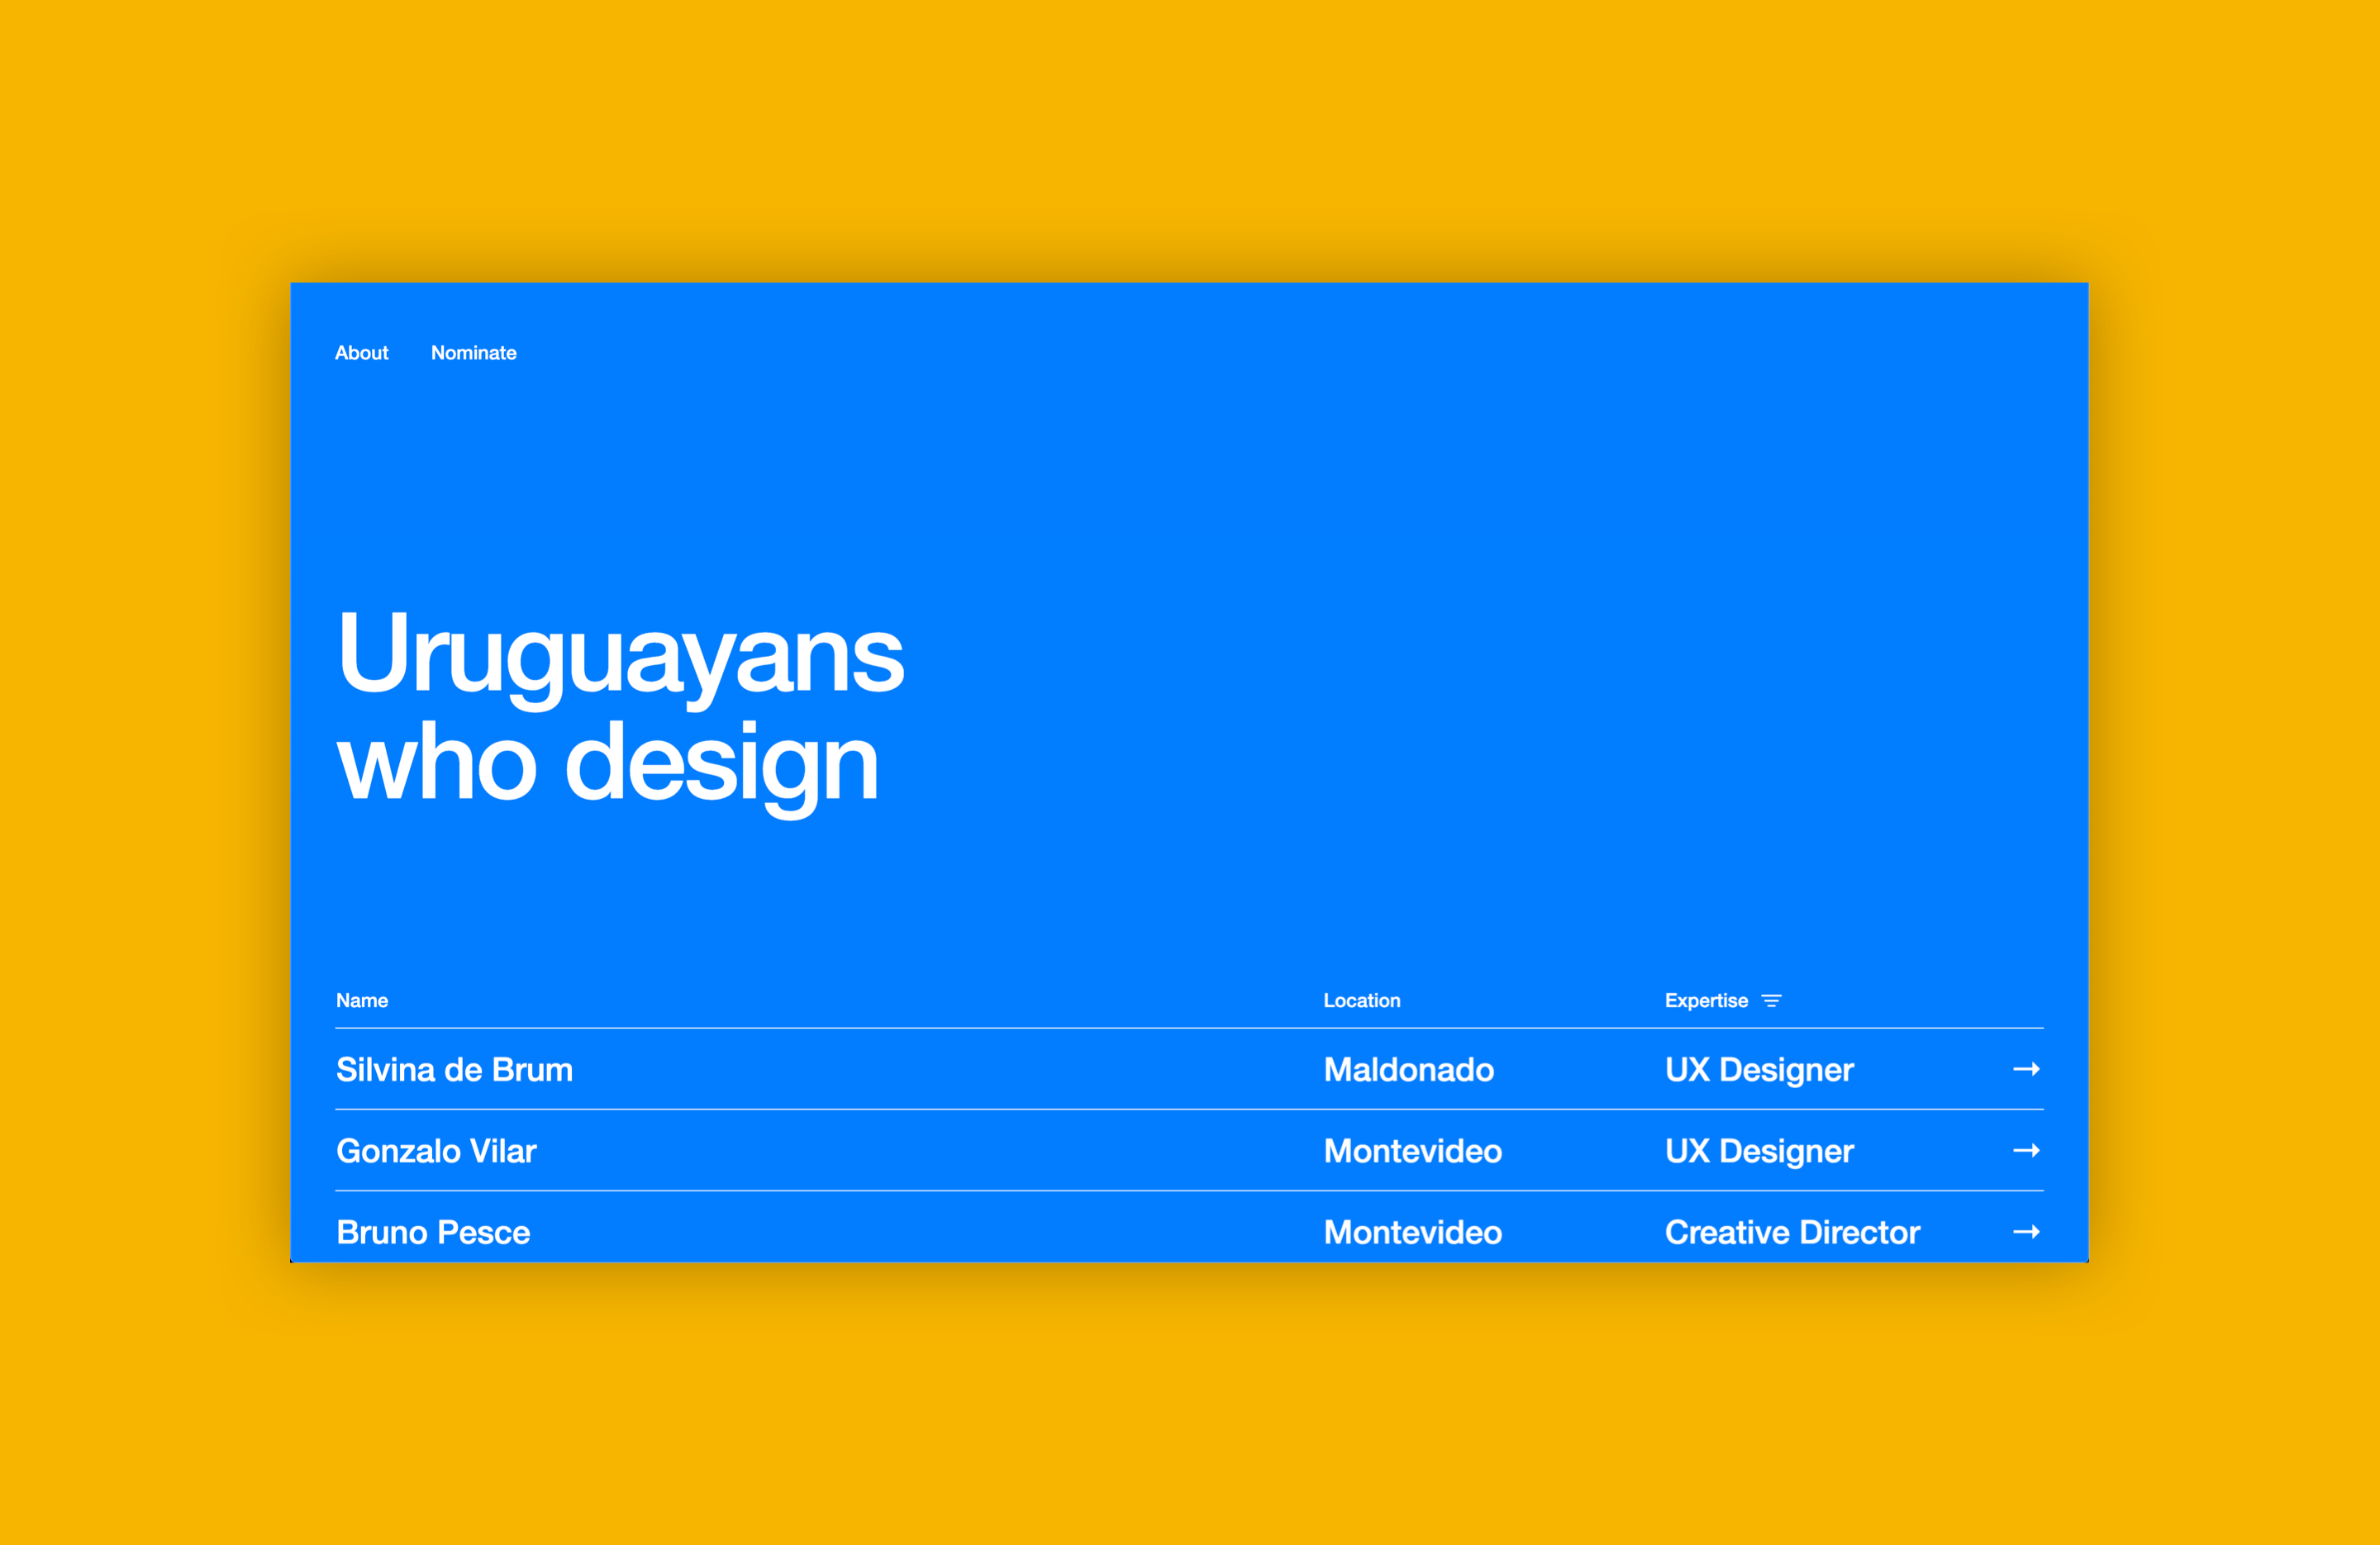 About Nominate
Uruguayans
who design
Name Location Expertise
Silvina de Brum Maldonado UX Designer
Gonzalo Vilar Montevideo UX Designer
Bruno Pesce Montevideo Creative Director